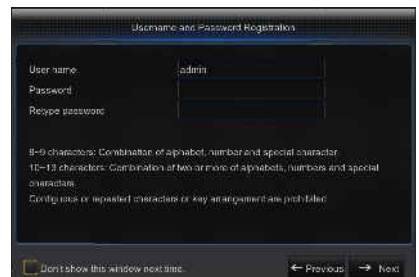 Username and Password Registration
User name
admin
Password
Retype password
8~9 characters: Combination of alphabet, number and special character.
10~13 characters: Combination of two or more of alphabets, numbers and special
characters.
Contiguous or repeated characters or key arrangement are prohibited.
Don't show this window next time.
← Previous
→ Next